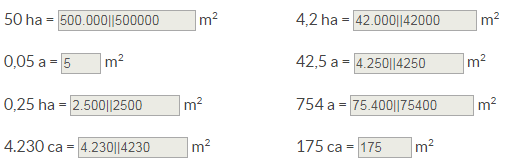 50 ha = 500.000||500000 m²
4,2 ha = 42.000||42000 m²
0,05 a = 5 m²
42,5 a = 4.250||4250 m²
0,25 ha = 2.500||2500 m²
754 a = 75.400||75400 m²
4.230 ca = 4.230||4230 m²
175 ca = 175 m²